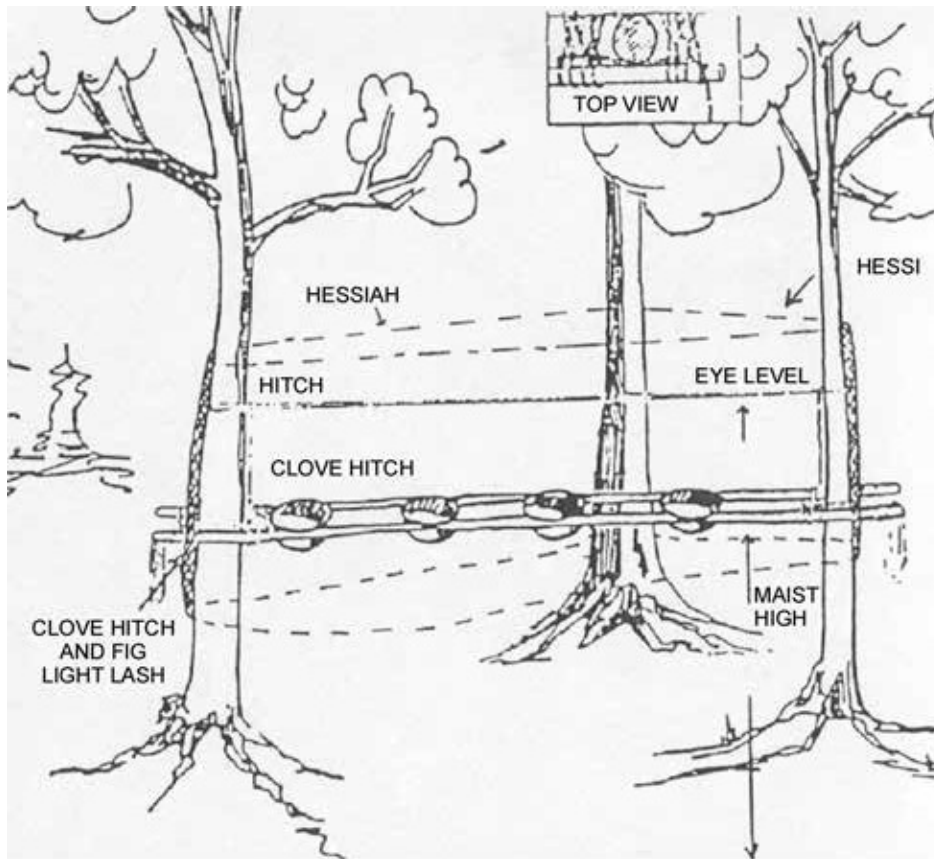 TOP VIEW
HESSI
HESSIAH
EYE LEVEL
HITCH
CLOVE HITCH
MAIST
HIGH
CLOVE HITCH
AND FIG
LIGHT LASH